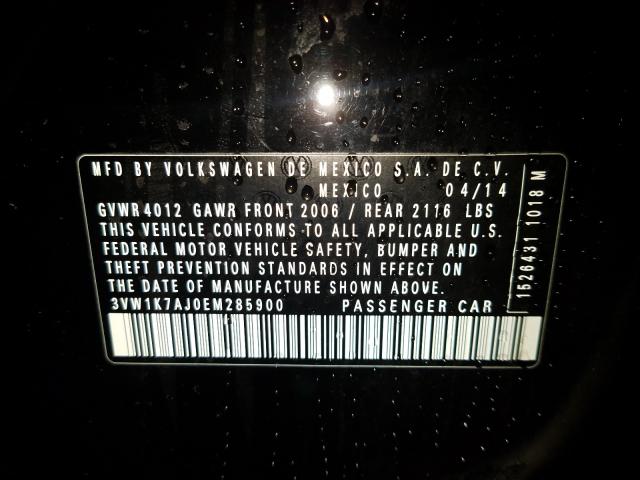 MFD BY VOLKSWAGEN DE MEXICO S.A. DE C.V.
MEXICO 04/14
GVWR 4012 GAWR FRONT 2006 / REAR 2116 LBS
THIS VEHICLE CONFORMS TO ALL APPLICABLE U.S.
FEDERAL MOTOR VEHICLE SAFETY, BUMPER AND
THEFT PREVENTION STANDARDS IN EFFECT ON
THE DATE OF MANUFACTURE SHOWN ABOVE.
3VW1K7AJ0EM285900 PASSENGER CAR
1526431 1018 M